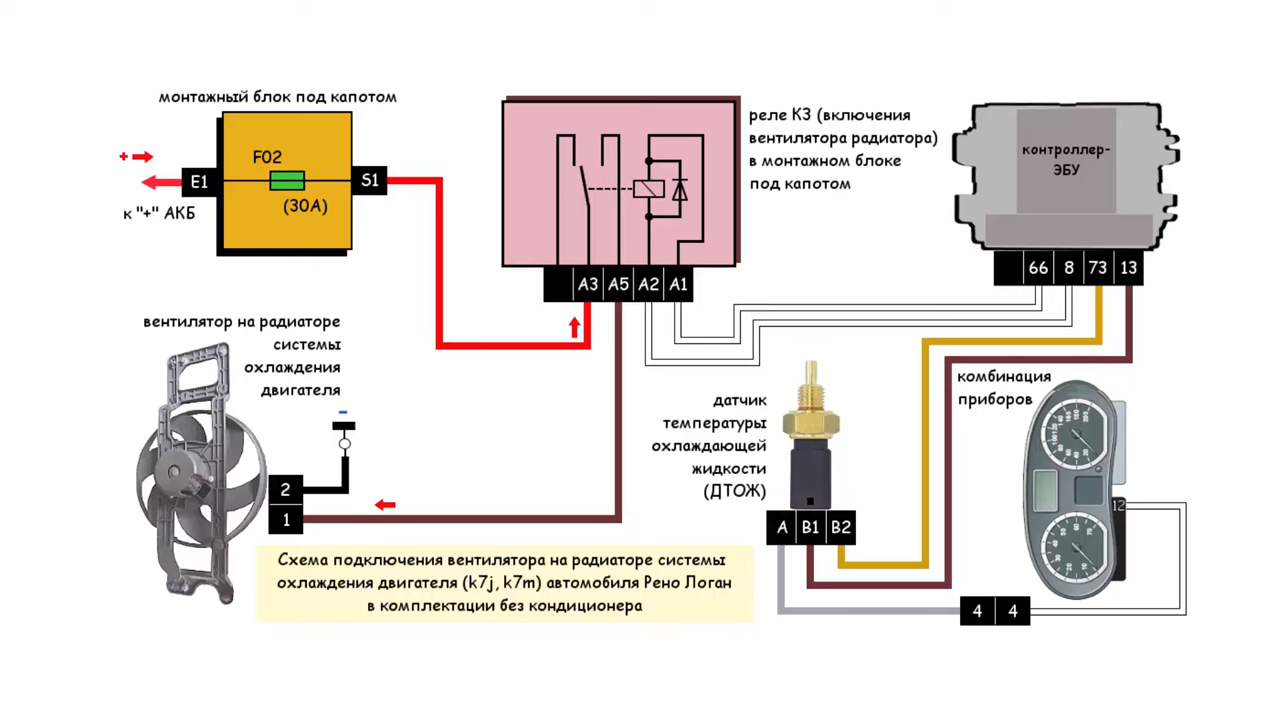 монтажный блок под капотом
+
F02
E1
S1
(30А)
к "+" АКБ
реле К3 (включения
вентилятора радиатора)
в монтажном блоке
под капотом
A3 A5 A2 A1
контроллер-
ЭБУ
66 8 73 13
вентилятор на радиаторе
системы
охлаждения
двигателя
-
2
1
датчик
температуры
охлаждающей
жидкости
(ДТОЖ)
A B1 B2
комбинация
приборов
12
4 4
Схема подключения вентилятора на радиаторе системы
охлаждения двигателя (k7j, k7m) автомобиля Рено Логан
в комплектации без кондиционера